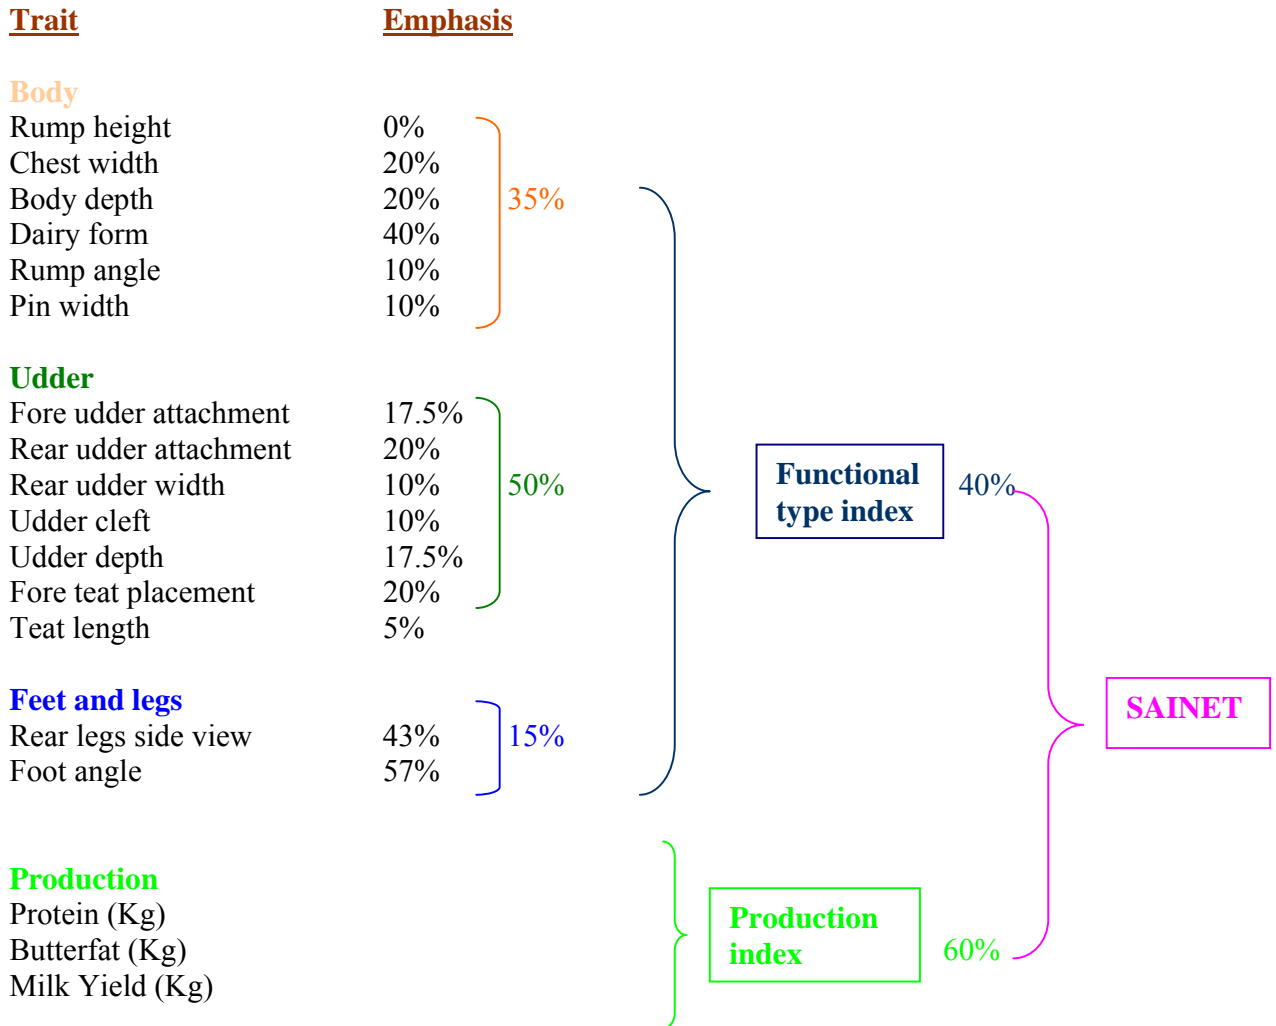 Trait Emphasis
Body
Rump height 0%
Chest width 20%
Body depth 20% 35%
Dairy form 40%
Rump angle 10%
Pin width 10%
Udder
Fore udder attachment 17.5%
Rear udder attachment 20%
Rear udder width 10% 50%
Udder cleft 10%
Udder depth 17.5%
Fore teat placement 20%
Teat length 5%
Feet and legs
Rear legs side view 43% 15%
Foot angle 57%
Functional
type index
40%
SAINET
Production
Protein (Kg)
Butterfat (Kg)
Milk Yield (Kg)
Production
index
60%